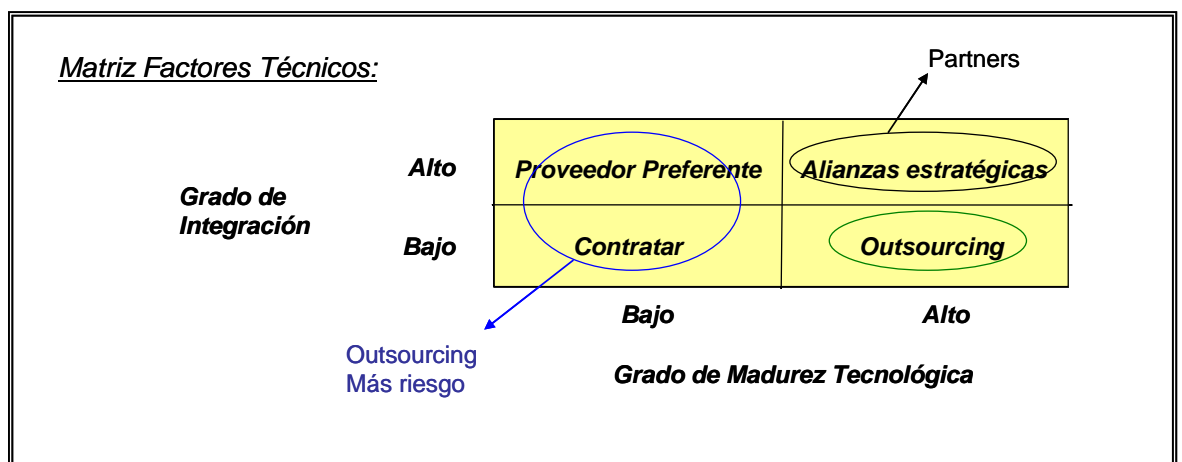 Partners
Matriz Factores Técnicos:
Alto
Proveedor Preferente
Alianzas estratégicas
Grado de
Integración
Bajo
Contratar
Outsourcing
Bajo
Alto
Outsourcing
Más riesgo
Grado de Madurez Tecnológica